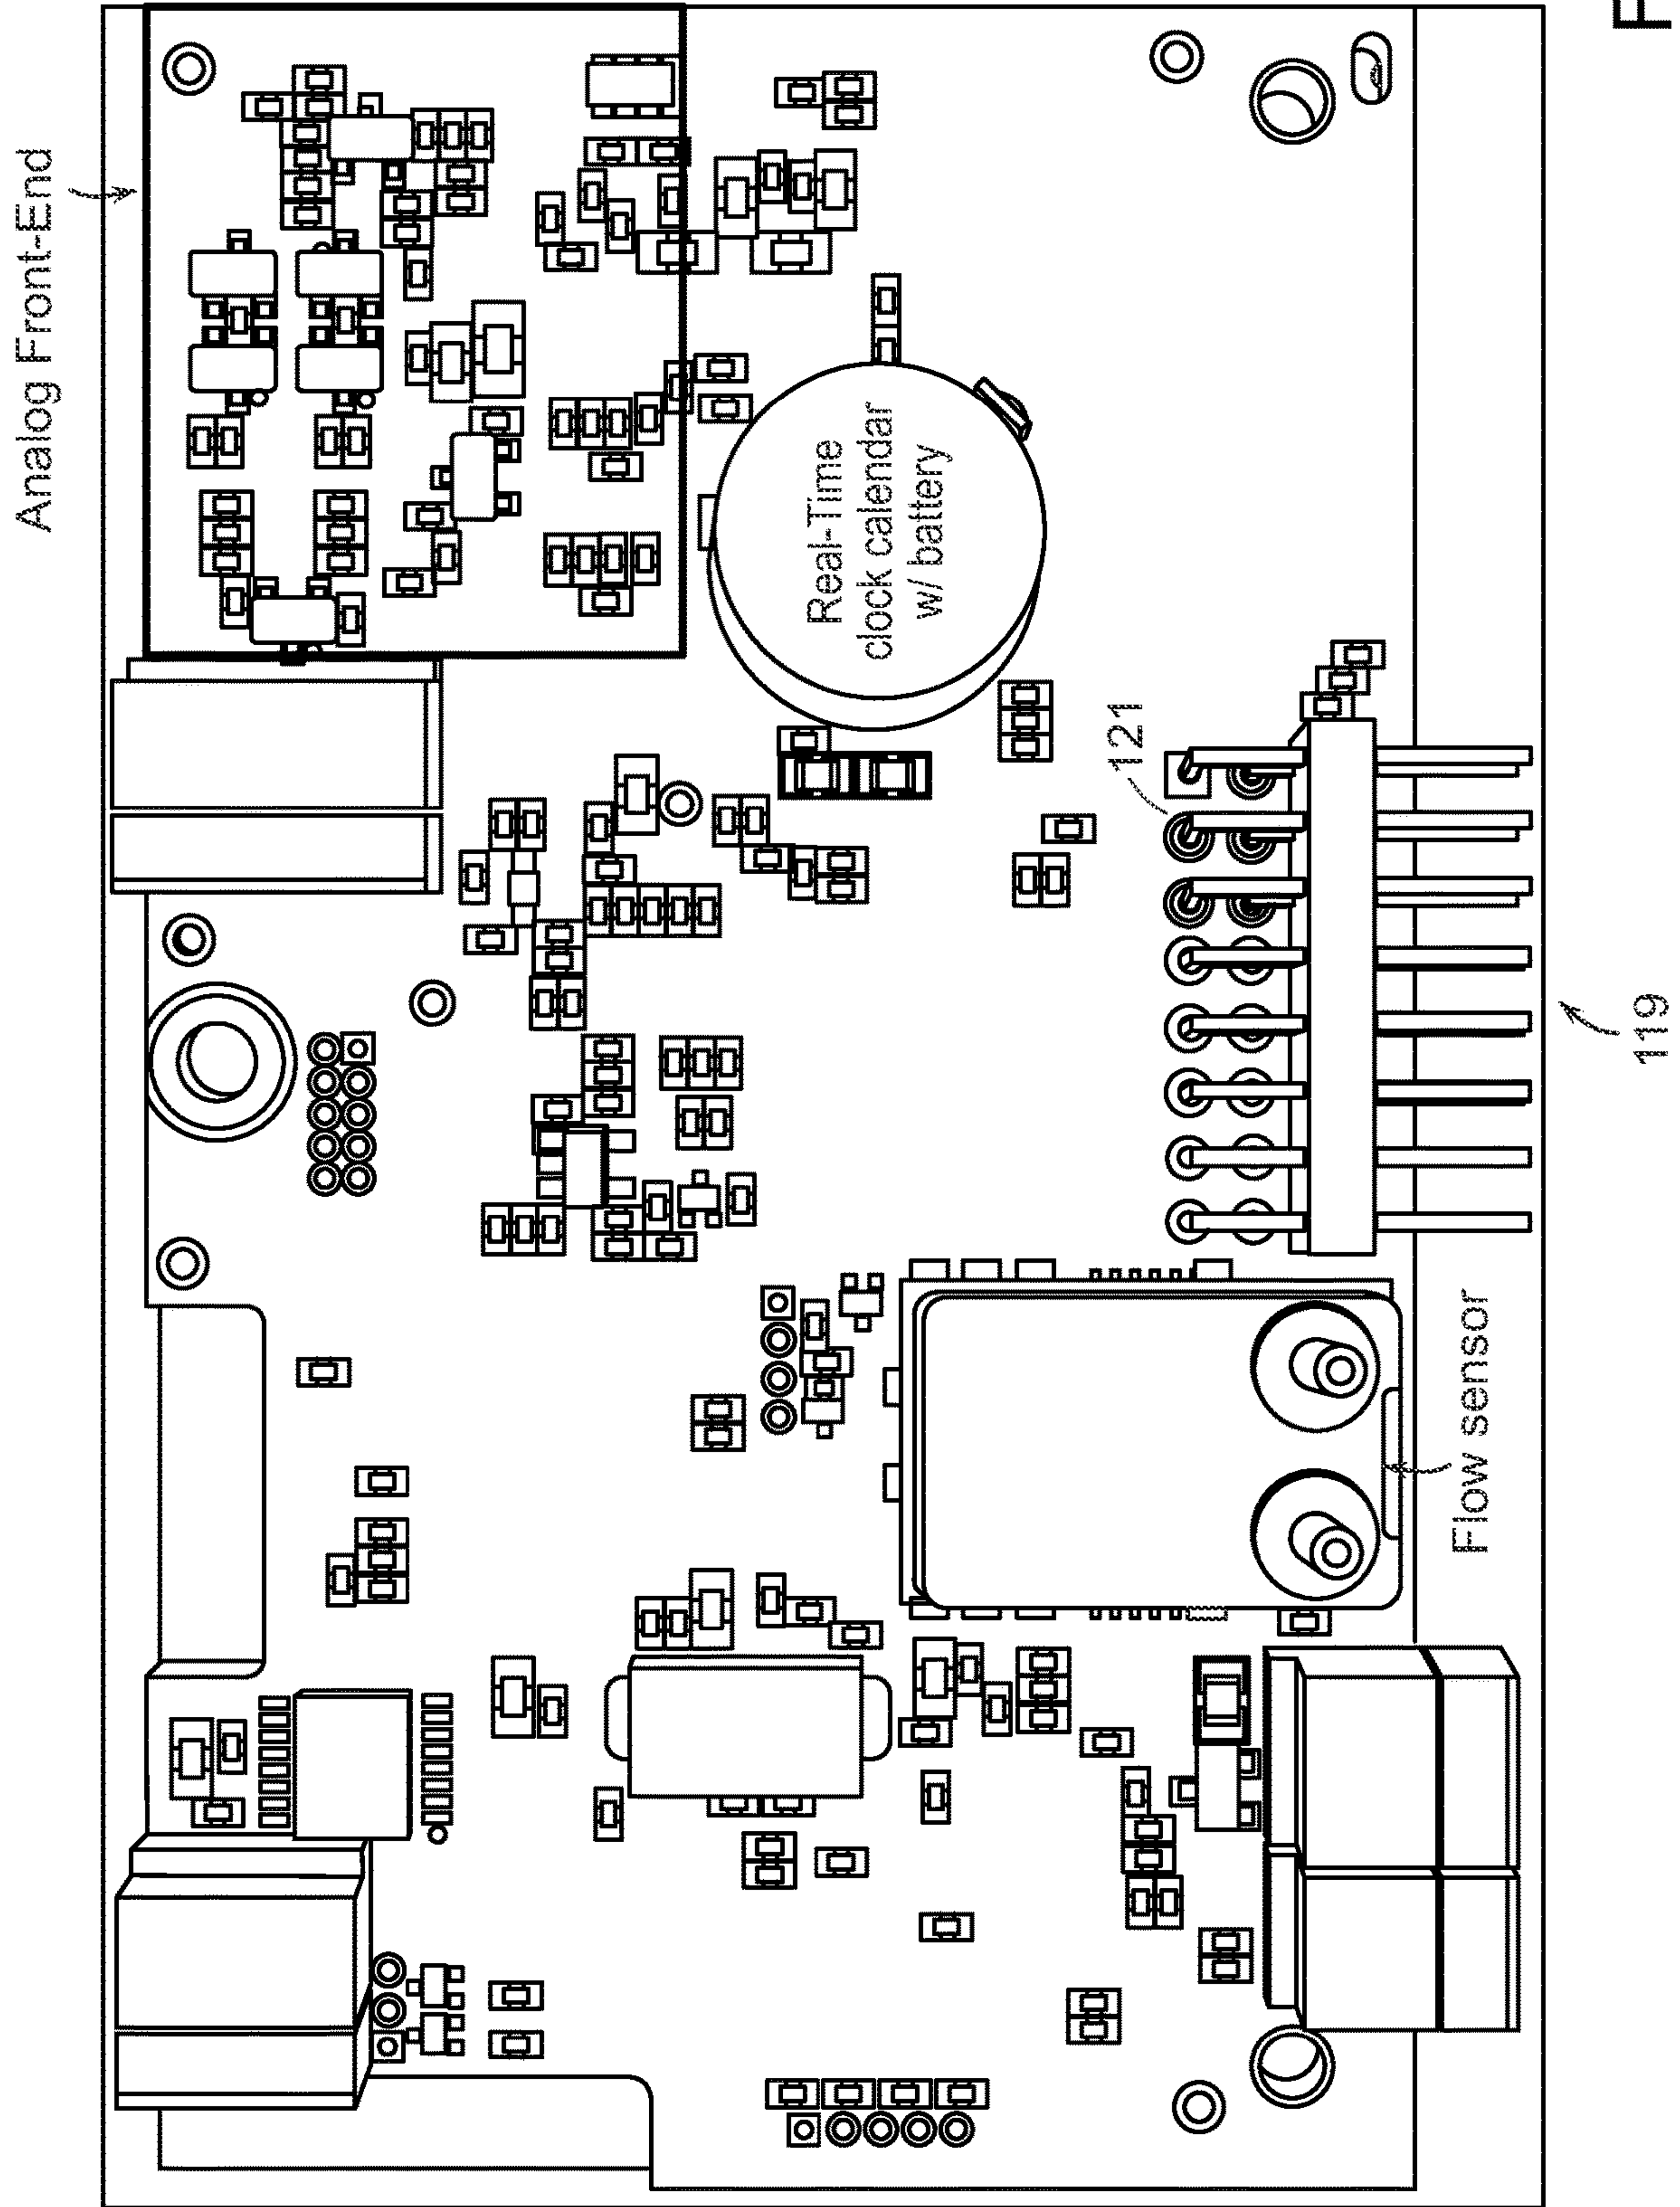 Analog Front-End
Real-Time
clock calendar
w/ battery
121
119
Flow sensor